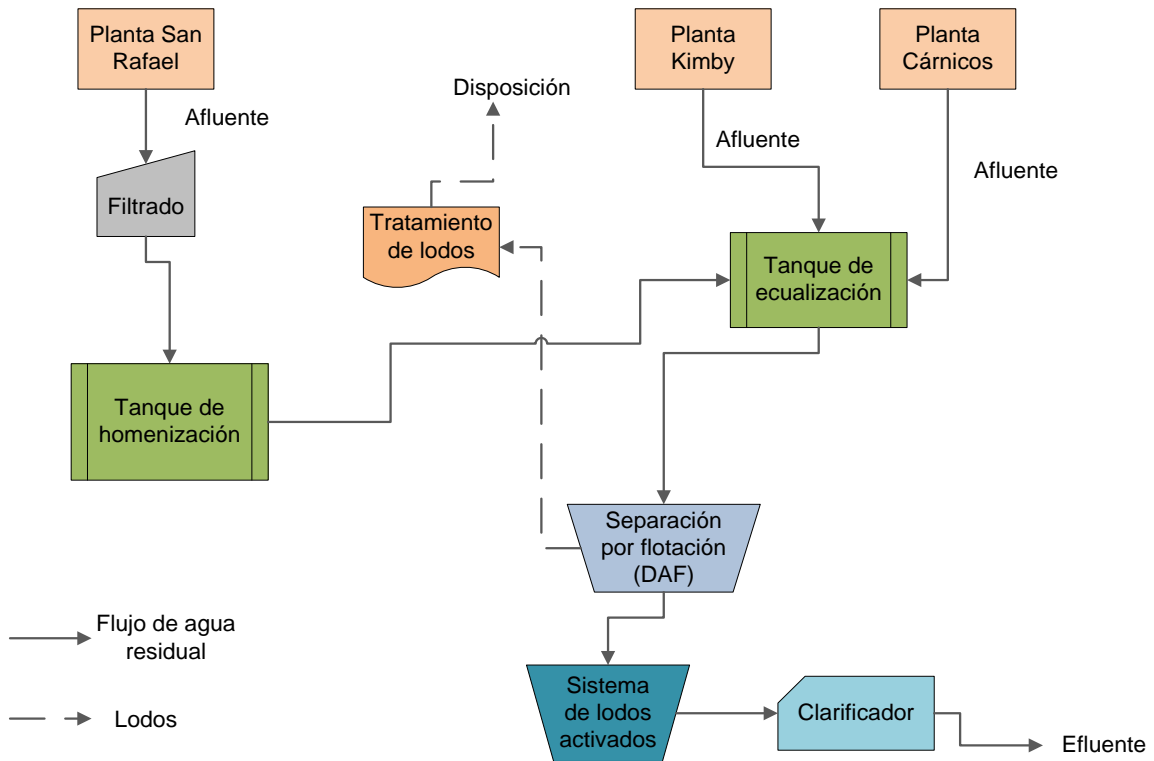 Planta San
Rafael
Planta
Kimby
Planta
Cárnicos
Disposición
Afluente
Afluente
Afluente
Filtrado
Tratamiento
de lodos
Tanque de
ecualización
Tanque de
homenización
Separación
por flotación
(DAF)
Flujo de agua
residual
Sistema
de lodos
activados
Clarificador
Efluente
Lodos